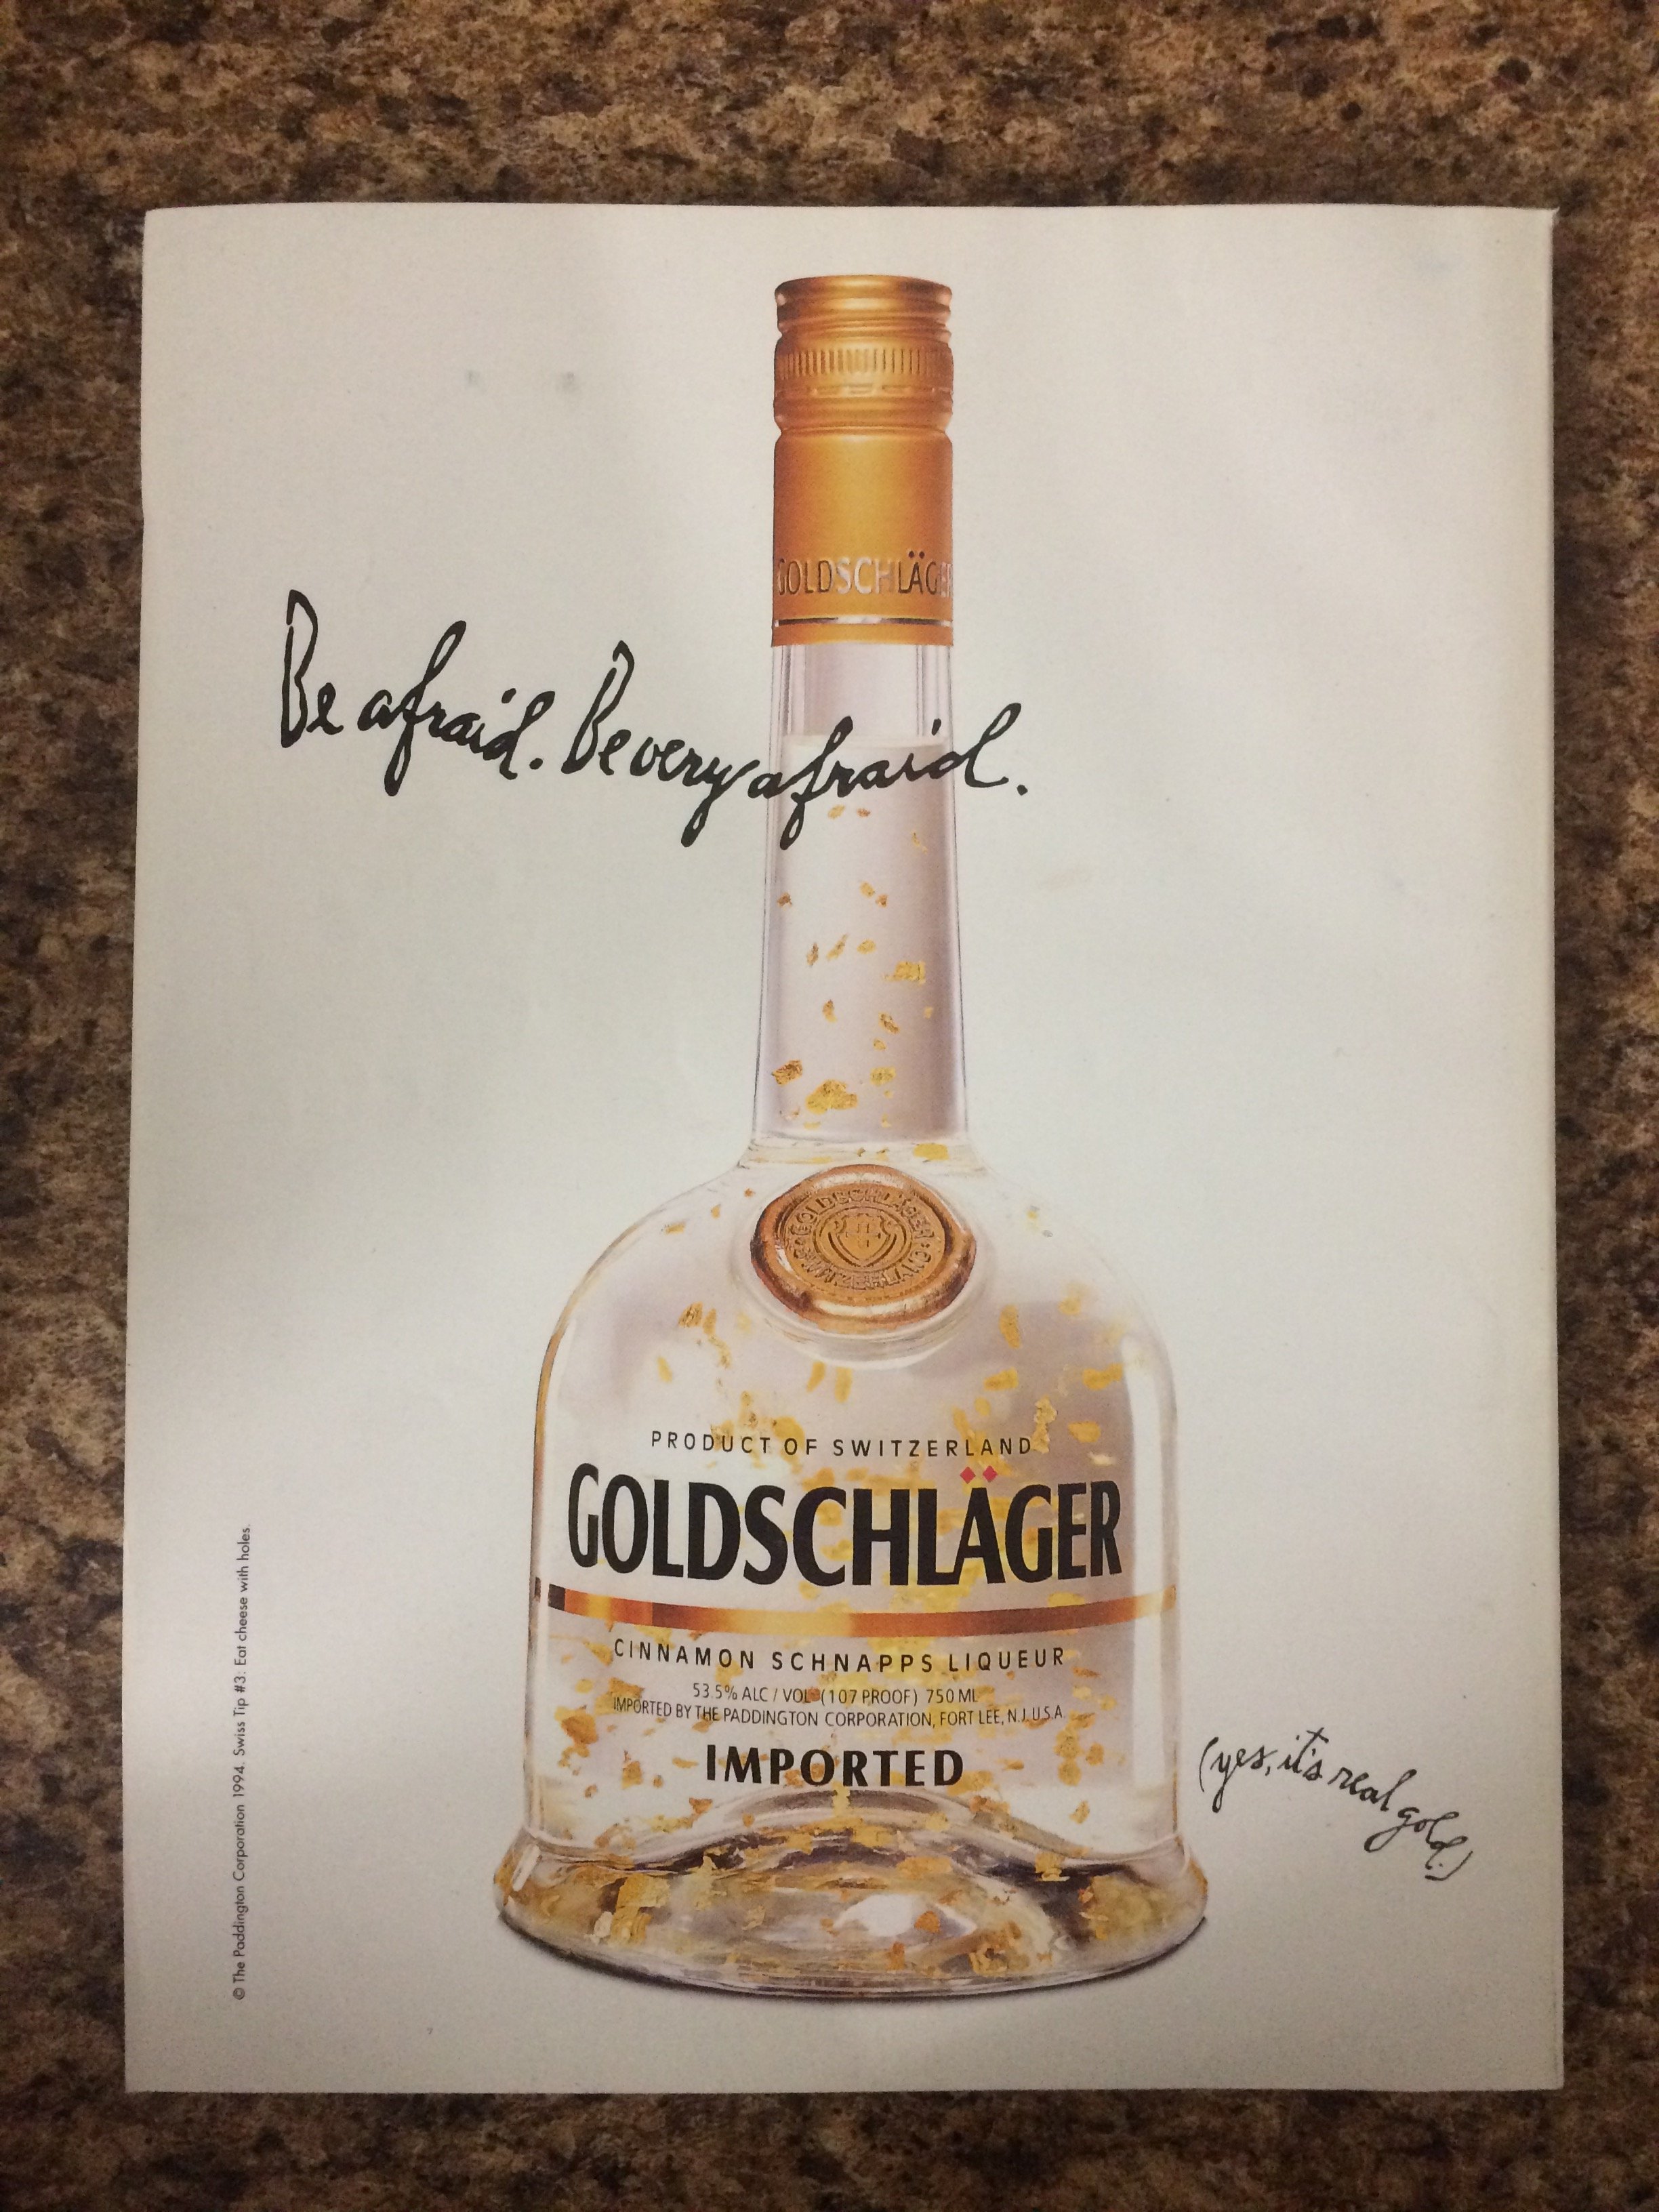 GOLDSCHLÄGER
Be afraid. Be very afraid.
GOLDSCHLÄGER
SWITZERLAND
PRODUCT OF SWITZERLAND
GOLDSCHLÄGER
CINNAMON SCHNAPPS LIQUEUR
53.5% ALC / VOL (107 PROOF) 750 ML
IMPORTED BY THE PADDINGTON CORPORATION, FORT LEE, N.J. U.S.A.
IMPORTED
(yes, it's real gold.)
© The Paddington Corporation 1994. Swiss Tip #3: Eat cheese with holes.